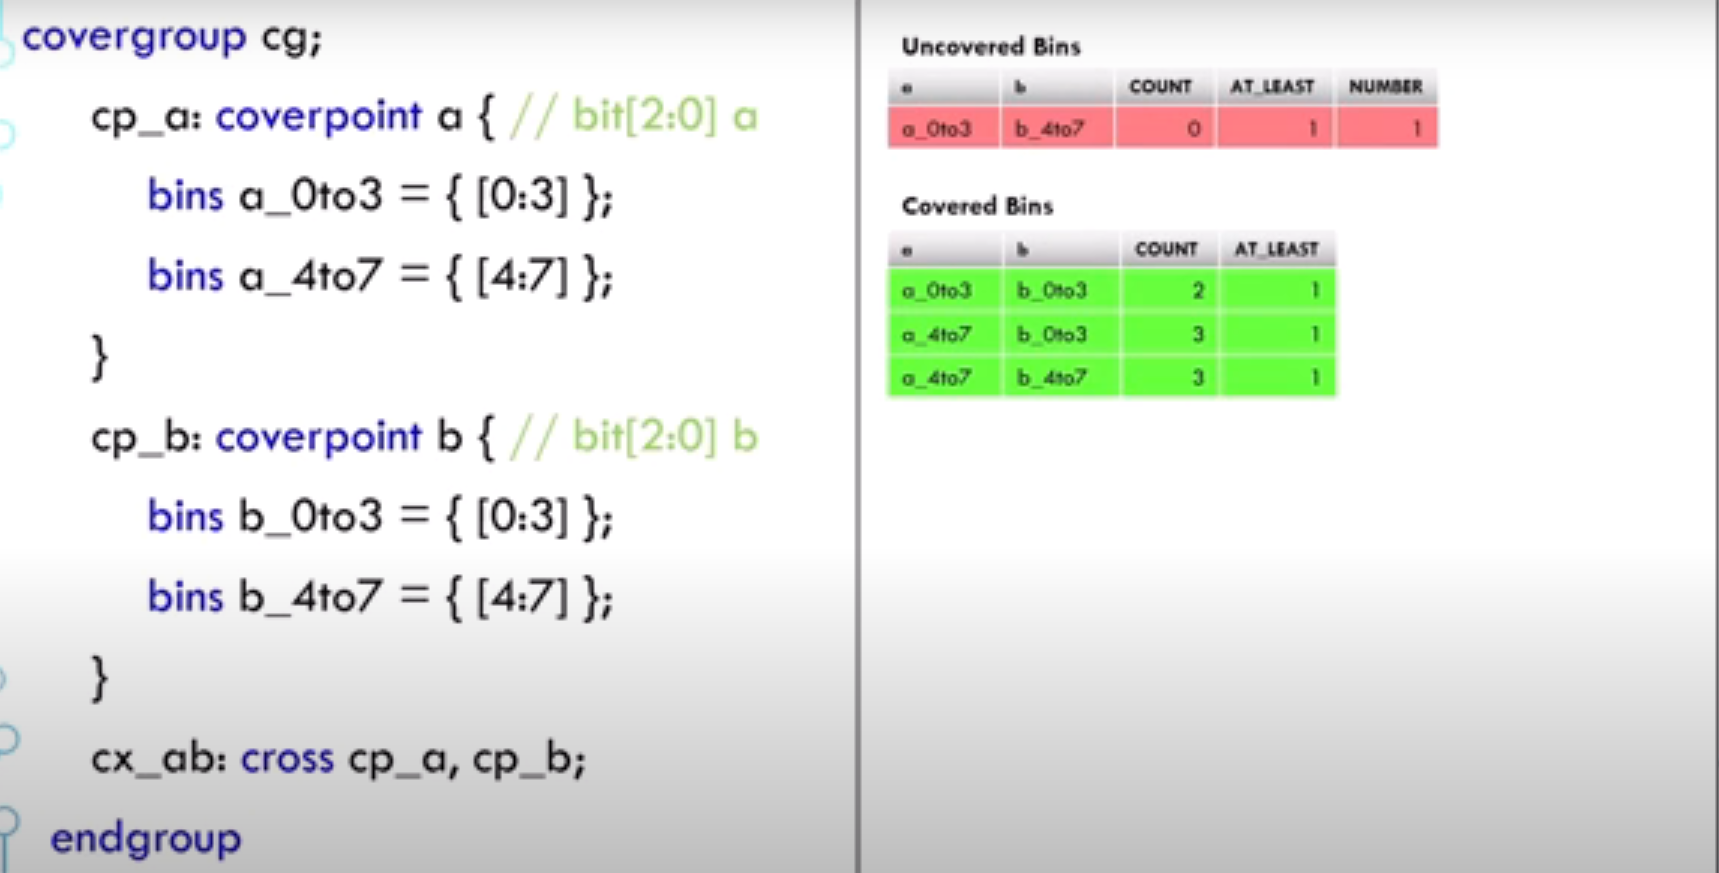 covergroup cg;
cp_a: coverpoint a { // bit[2:0] a
bins a_0to3 = { [0:3] };
bins a_4to7 = { [4:7] };
}
cp_b: coverpoint b { // bit[2:0] b
bins b_0to3 = { [0:3] };
bins b_4to7 = { [4:7] };
}
cx_ab: cross cp_a, cp_b;
endgroup
Uncovered Bins
a b COUNT AT_LEAST NUMBER
a_0to3 b_4to7 0 1 1
Covered Bins
a b COUNT AT_LEAST
a_0to3 b_0to3 2 1
a_4to7 b_0to3 3 1
a_4to7 b_4to7 3 1